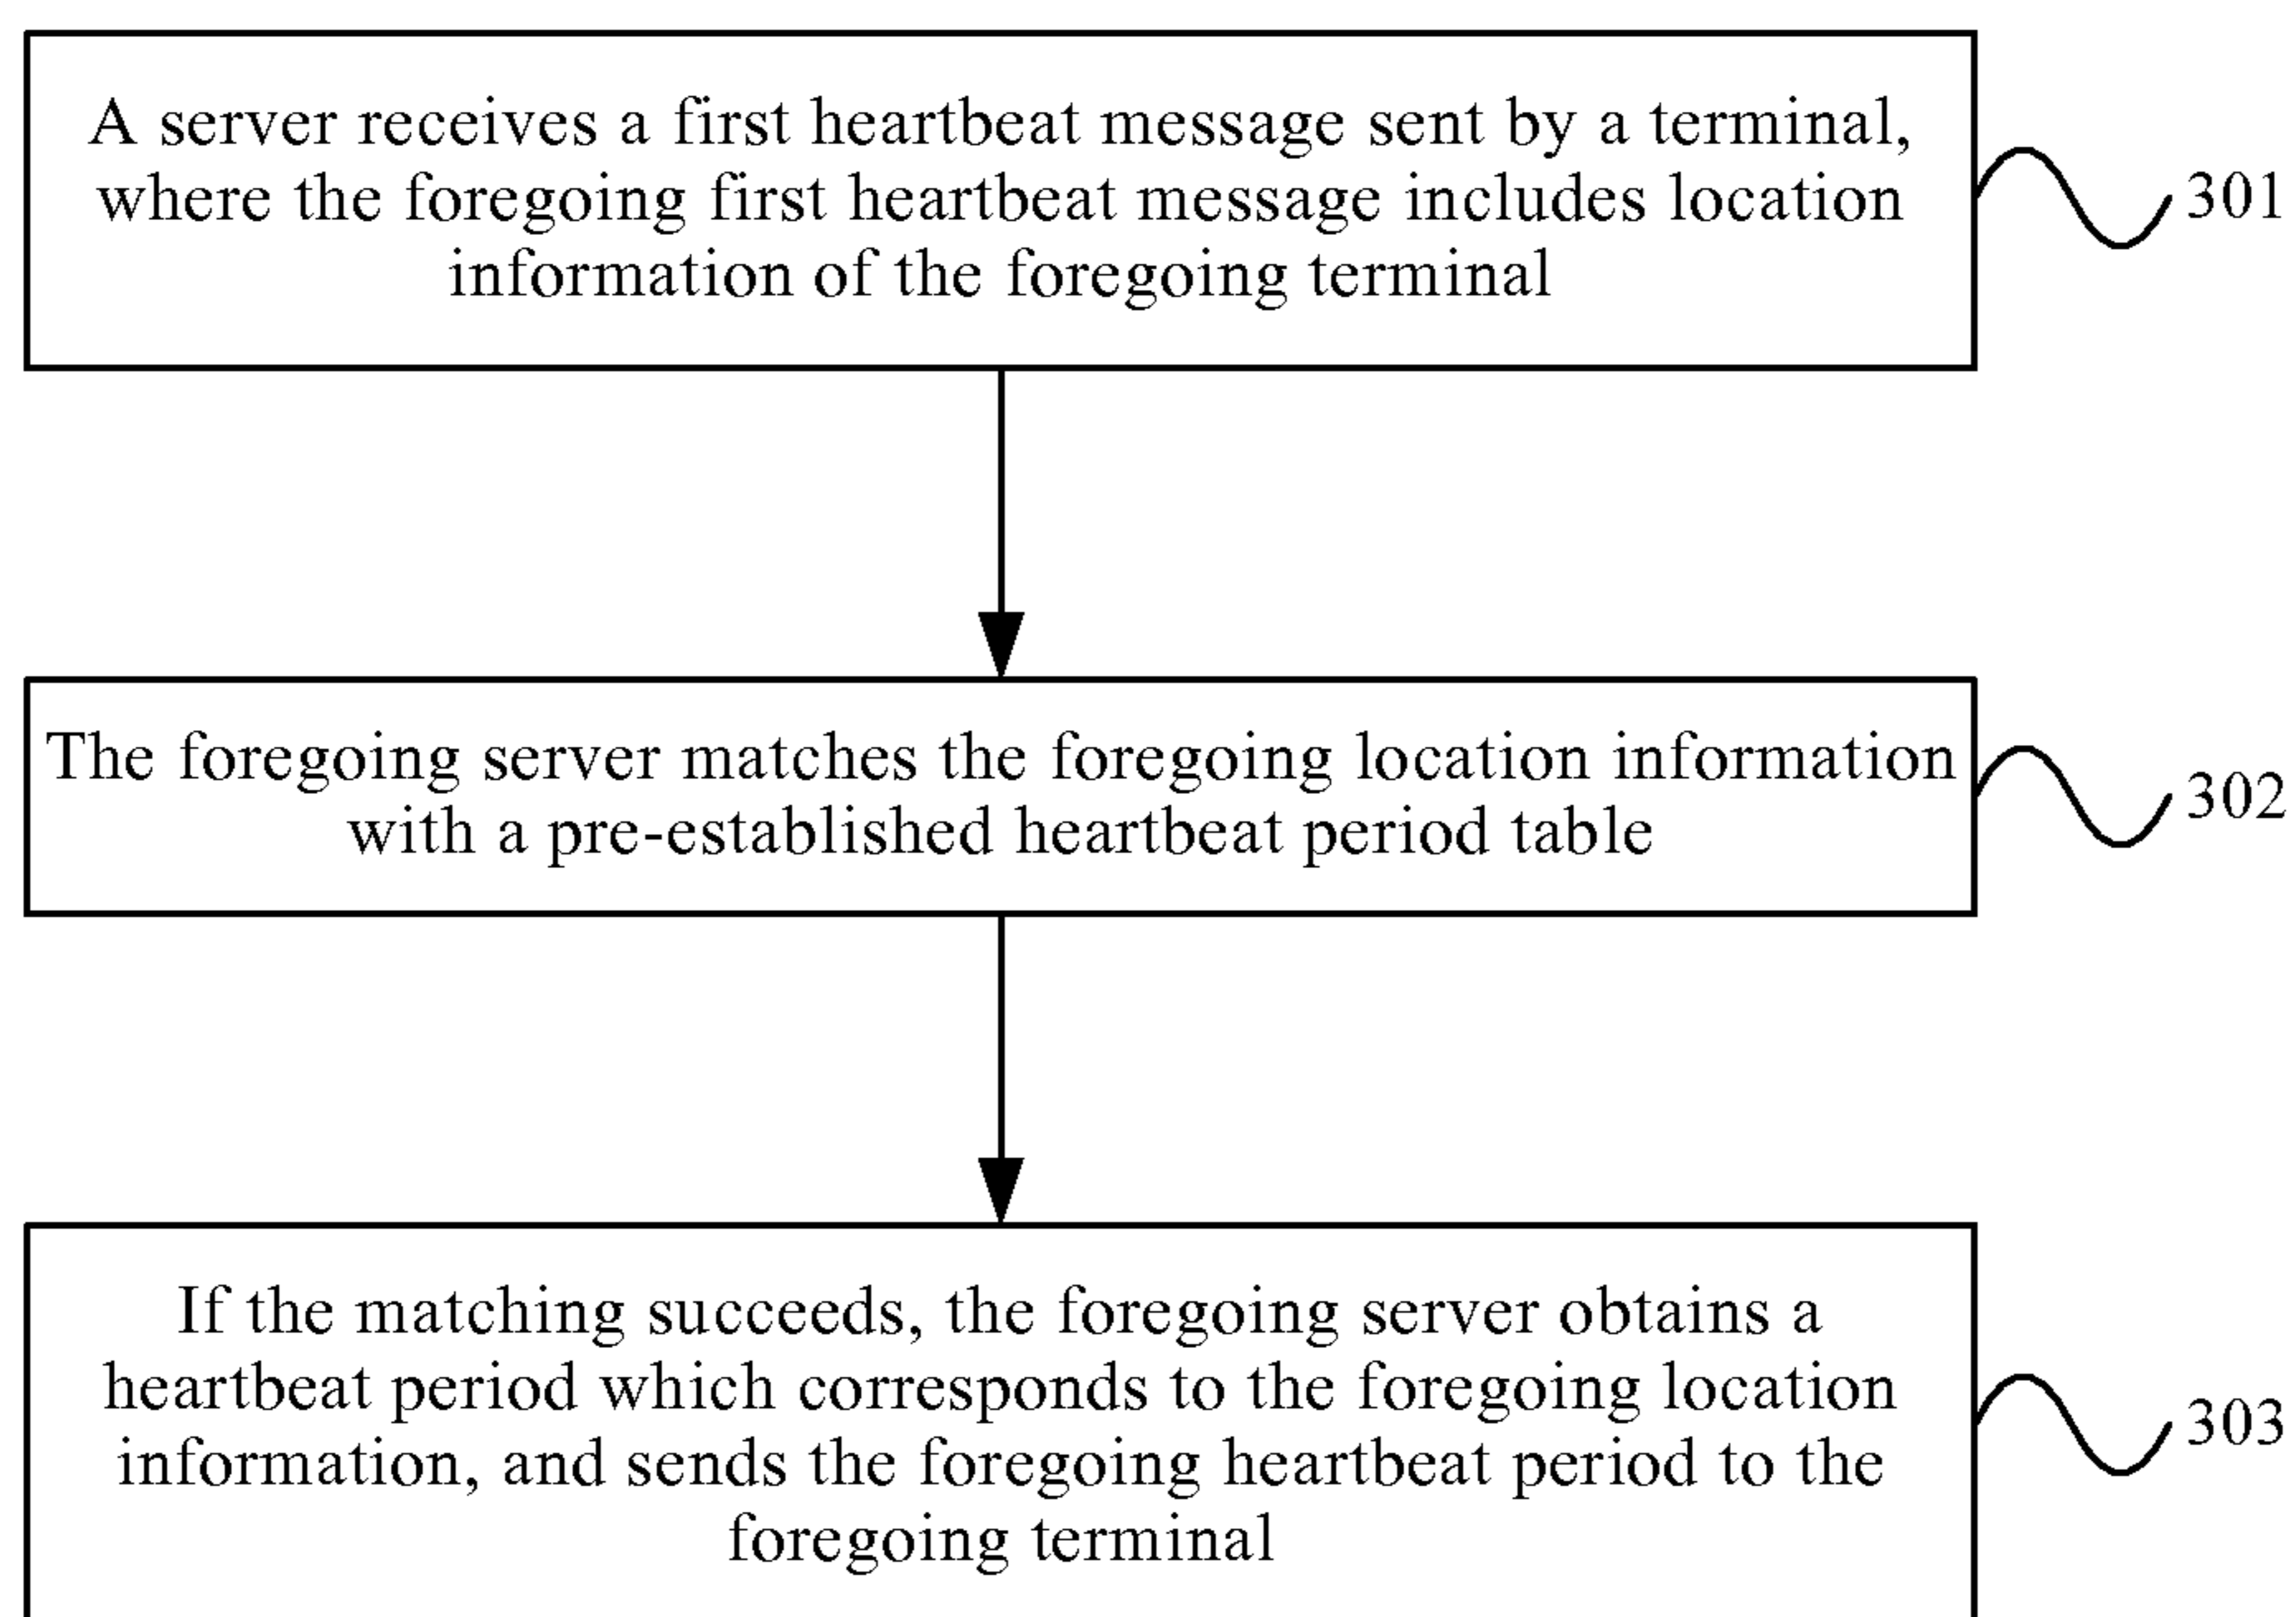 A server receives a first heartbeat message sent by a terminal,
where the foregoing first heartbeat message includes location
information of the foregoing terminal
301
The foregoing server matches the foregoing location information
with a pre-established heartbeat period table
302
If the matching succeeds, the foregoing server obtains a
heartbeat period which corresponds to the foregoing location
information, and sends the foregoing heartbeat period to the
foregoing terminal
303